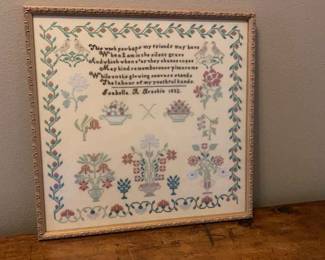 This work perhaps my friends may have
When I am in the silent grave
And which when e'er they chance to see
May kind remembrance picture me
While on the glowing canvas stands
The labour of my youthful hands
Isabella A